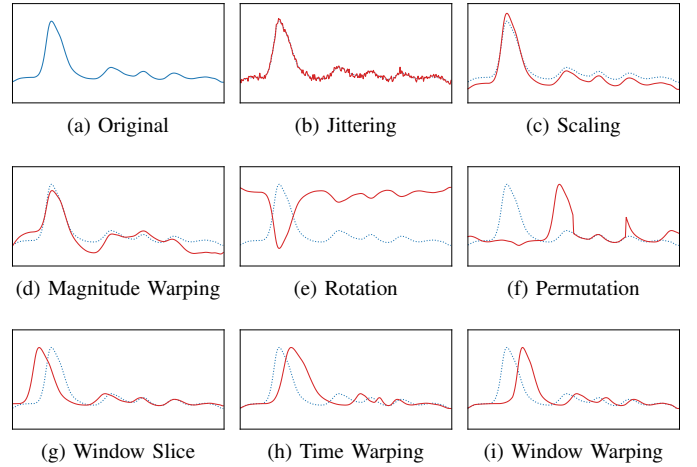 (a) Original
(b) Jittering
(c) Scaling
(d) Magnitude Warping
(e) Rotation
(f) Permutation
(g) Window Slice
(h) Time Warping
(i) Window Warping